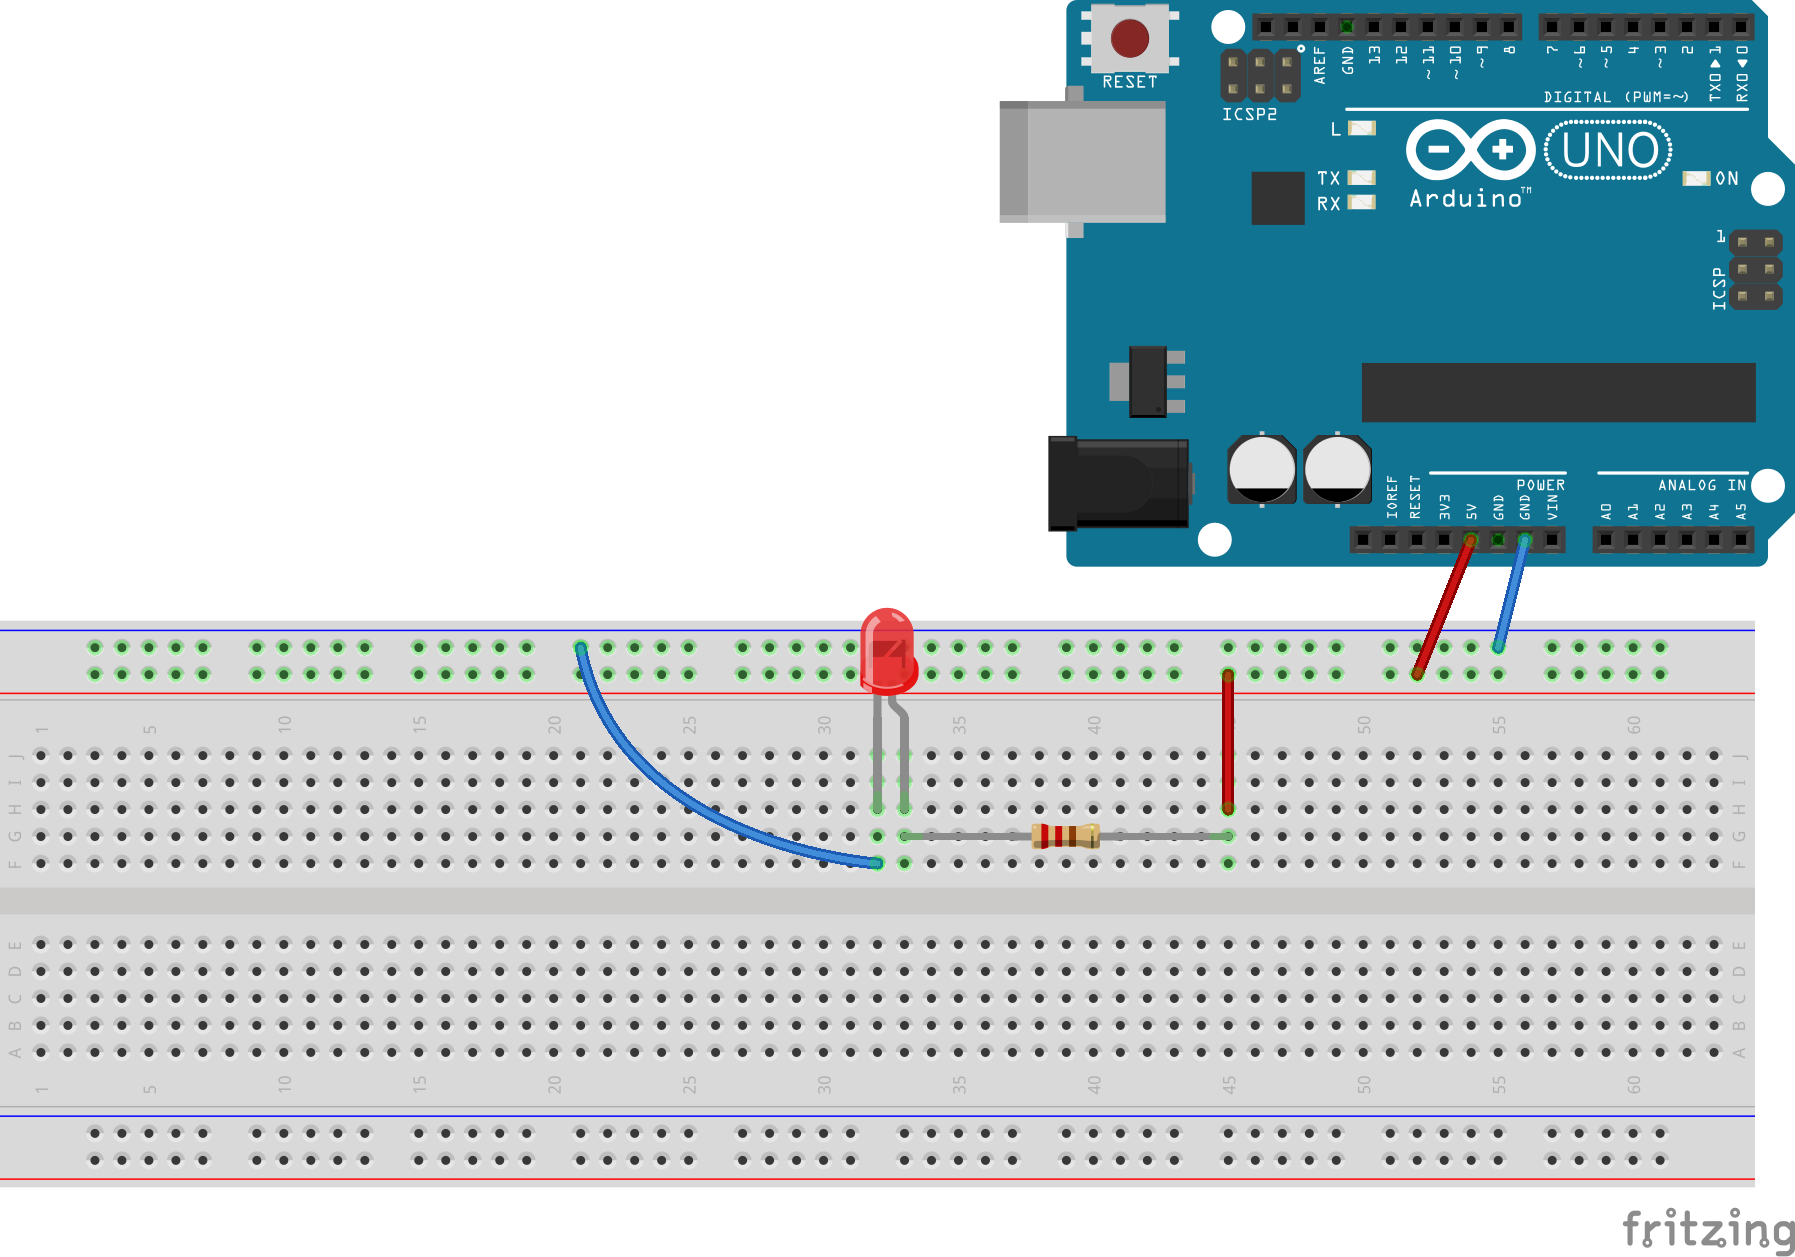 RESET
ICSP2
AREF
GND
13
12
~11
~10
~9
8
7
~6
~5
4
~3
2
TX0▶1
RX0◀0
DIGITAL (PWM=~)
L
TX
RX
UNO
ON
Arduino™
1
ICSP
POWER
ANALOG IN
IOREF
RESET
3V3
5V
GND
GND
VIN
A0
A1
A2
A3
A4
A5
1 5 10 15 20 25 30 35 40 50 55 60
J J
I I
H H
G G
F F
E E
D D
C C
B B
A A
1 5 10 15 20 25 30 35 40 45 50 55 60
fritzing